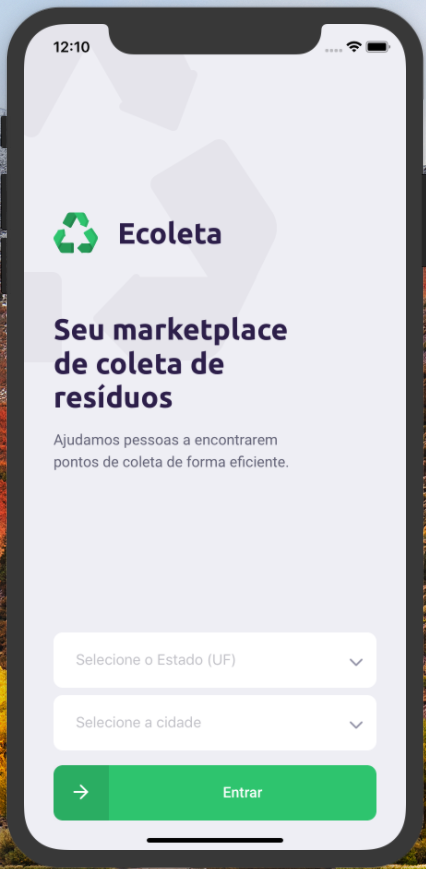 12:10
Ecoleta
Seu marketplace
de coleta de
resíduos
Ajudamos pessoas a encontrarem
pontos de coleta de forma eficiente.
Selecione o Estado (UF)
Selecione a cidade
Entrar